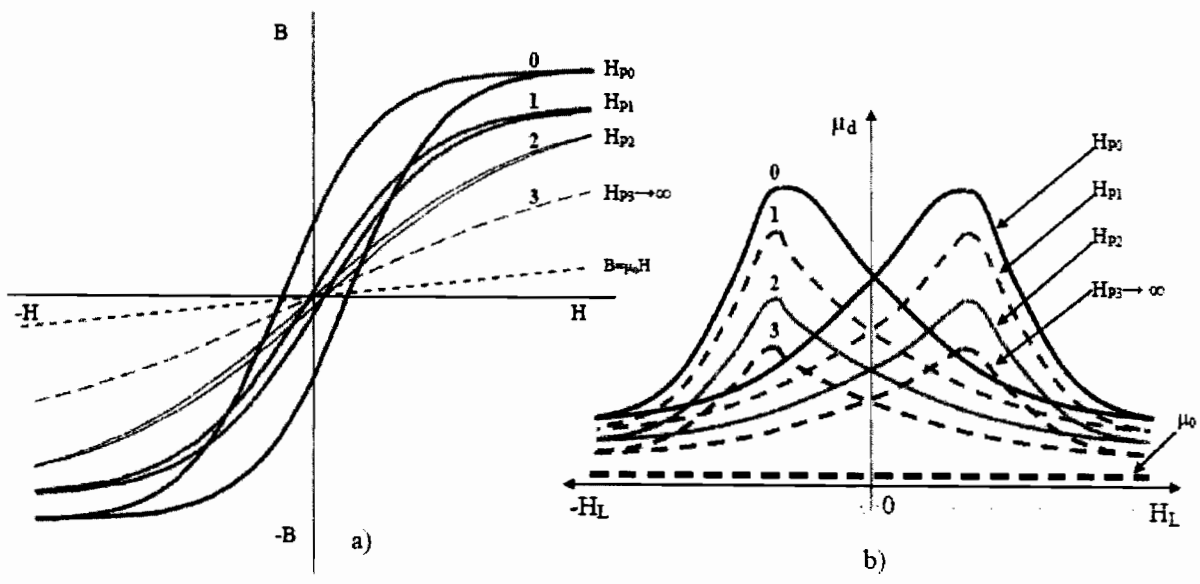 B
0
H_P0
1
H_P1
2
H_P2
3
H_P3→∞
B=μ₀H
-H
H
-B
a)
μ_d
0
H_P0
1
H_P1
2
H_P2
3
H_P3→∞
μ₀
-H_L
0
H_L
b)